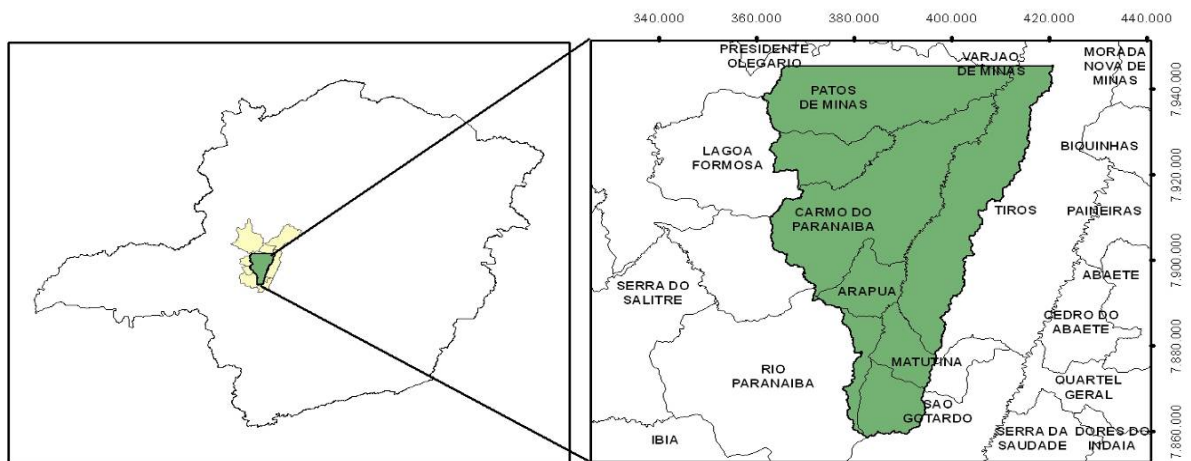 340.000 360.000 380.000 400.000 420.000 440.000
PRESIDENTE
OLEGARIO
VARJAO
DE MINAS
MORADA
NOVA DE
MINAS
PATOS
DE MINAS
7.940.000
LAGOA
FORMOSA
BIQUINHAS
7.920.000
CARMO DO
PARANAIBA
TIROS
PAINEIRAS
7.900.000
SERRA DO
SALITRE
ARAPUA
ABAETE
CEDRO DO
ABAETE
7.880.000
RIO
PARANAIBA
MATUTINA
QUARTEL
GERAL
SAO
GOTARDO
IBIA
SERRA DA
SAUDADE
DORES DO
INDAIA
7.860.000